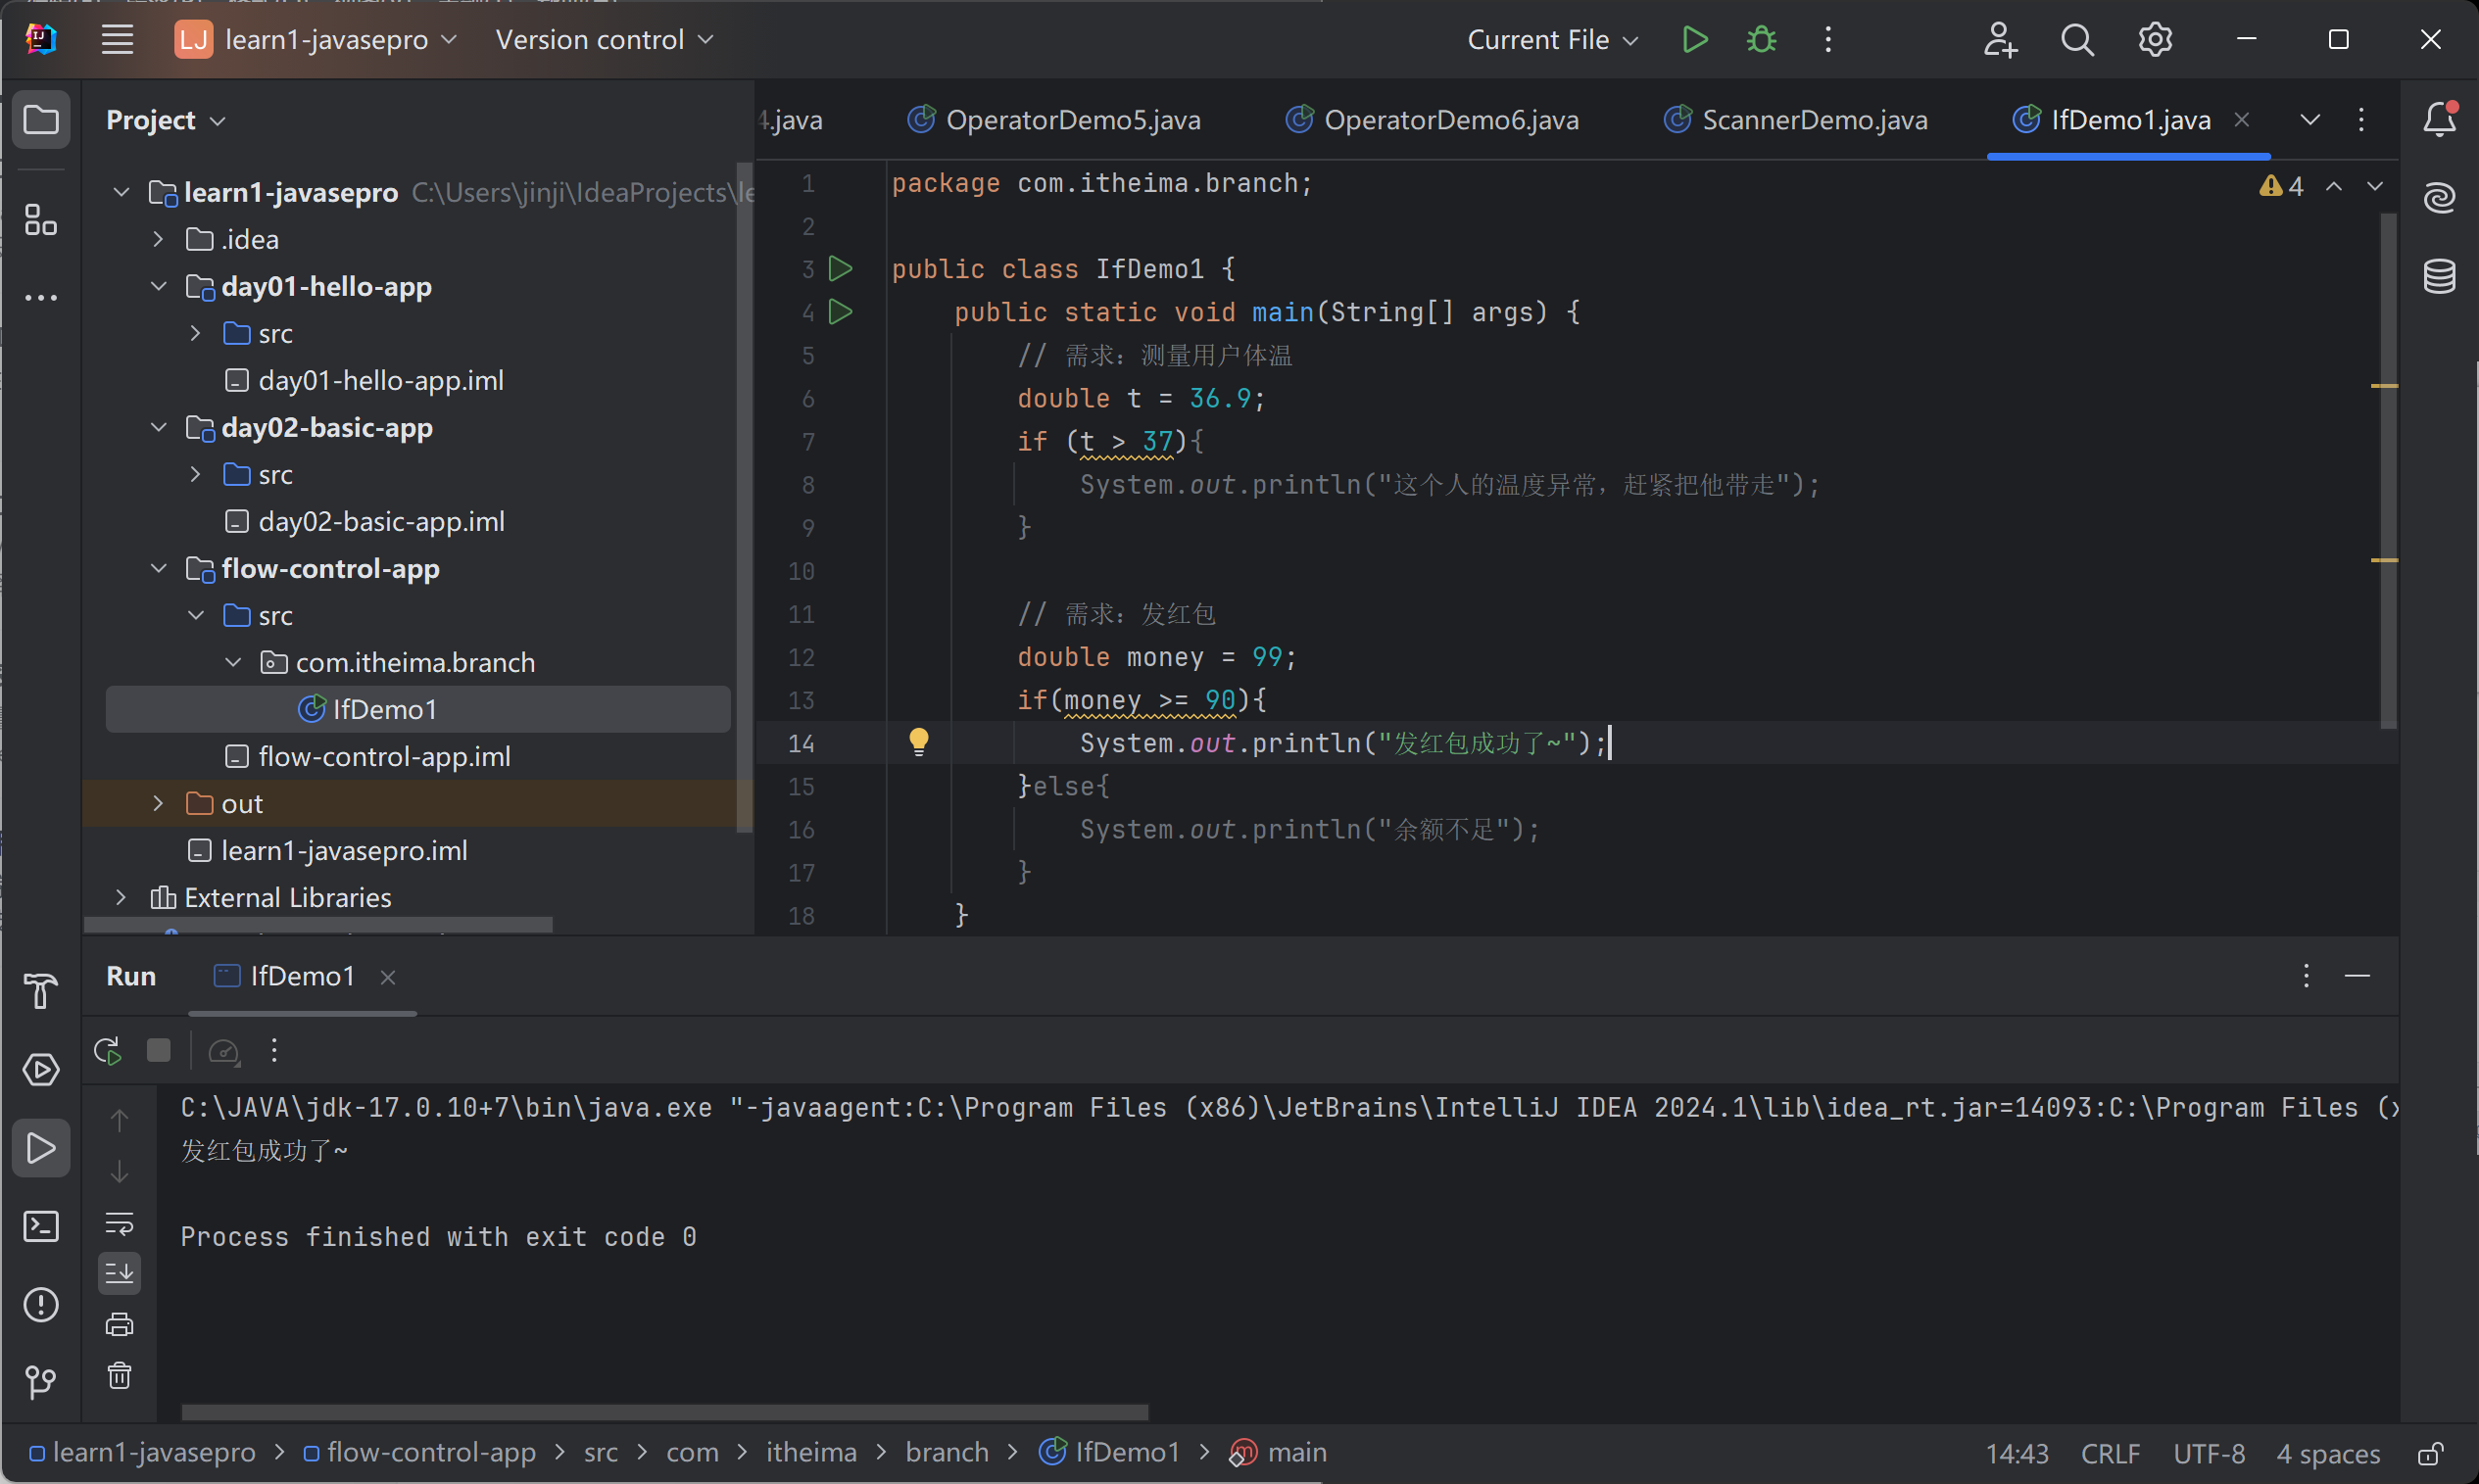 LJ learn1-javasepro Version control Current File
Project
4.java OperatorDemo5.java OperatorDemo6.java ScannerDemo.java IfDemo1.java
learn1-javasepro C:\Users\jinji\IdeaProjects\le
.idea
day01-hello-app
src
day01-hello-app.iml
day02-basic-app
src
day02-basic-app.iml
flow-control-app
src
com.itheima.branch
IfDemo1
flow-control-app.iml
out
learn1-javasepro.iml
External Libraries
4
1 package com.itheima.branch;
2
3 public class IfDemo1 {
4 public static void main(String[] args) {
5 // 需求：测量用户体温
6 double t = 36.9;
7 if (t > 37){
8 System.out.println("这个人的温度异常，赶紧把他带走");
9 }
10
11 // 需求：发红包
12 double money = 99;
13 if(money >= 90){
14 System.out.println("发红包成功了~");
15 }else{
16 System.out.println("余额不足");
17 }
18 }
Run IfDemo1
C:\JAVA\jdk-17.0.10+7\bin\java.exe "-javaagent:C:\Program Files (x86)\JetBrains\IntelliJ IDEA 2024.1\lib\idea_rt.jar=14093:C:\Program Files (x
发红包成功了~
Process finished with exit code 0
learn1-javasepro > flow-control-app > src > com > itheima > branch > IfDemo1 > main 14:43 CRLF UTF-8 4 spaces